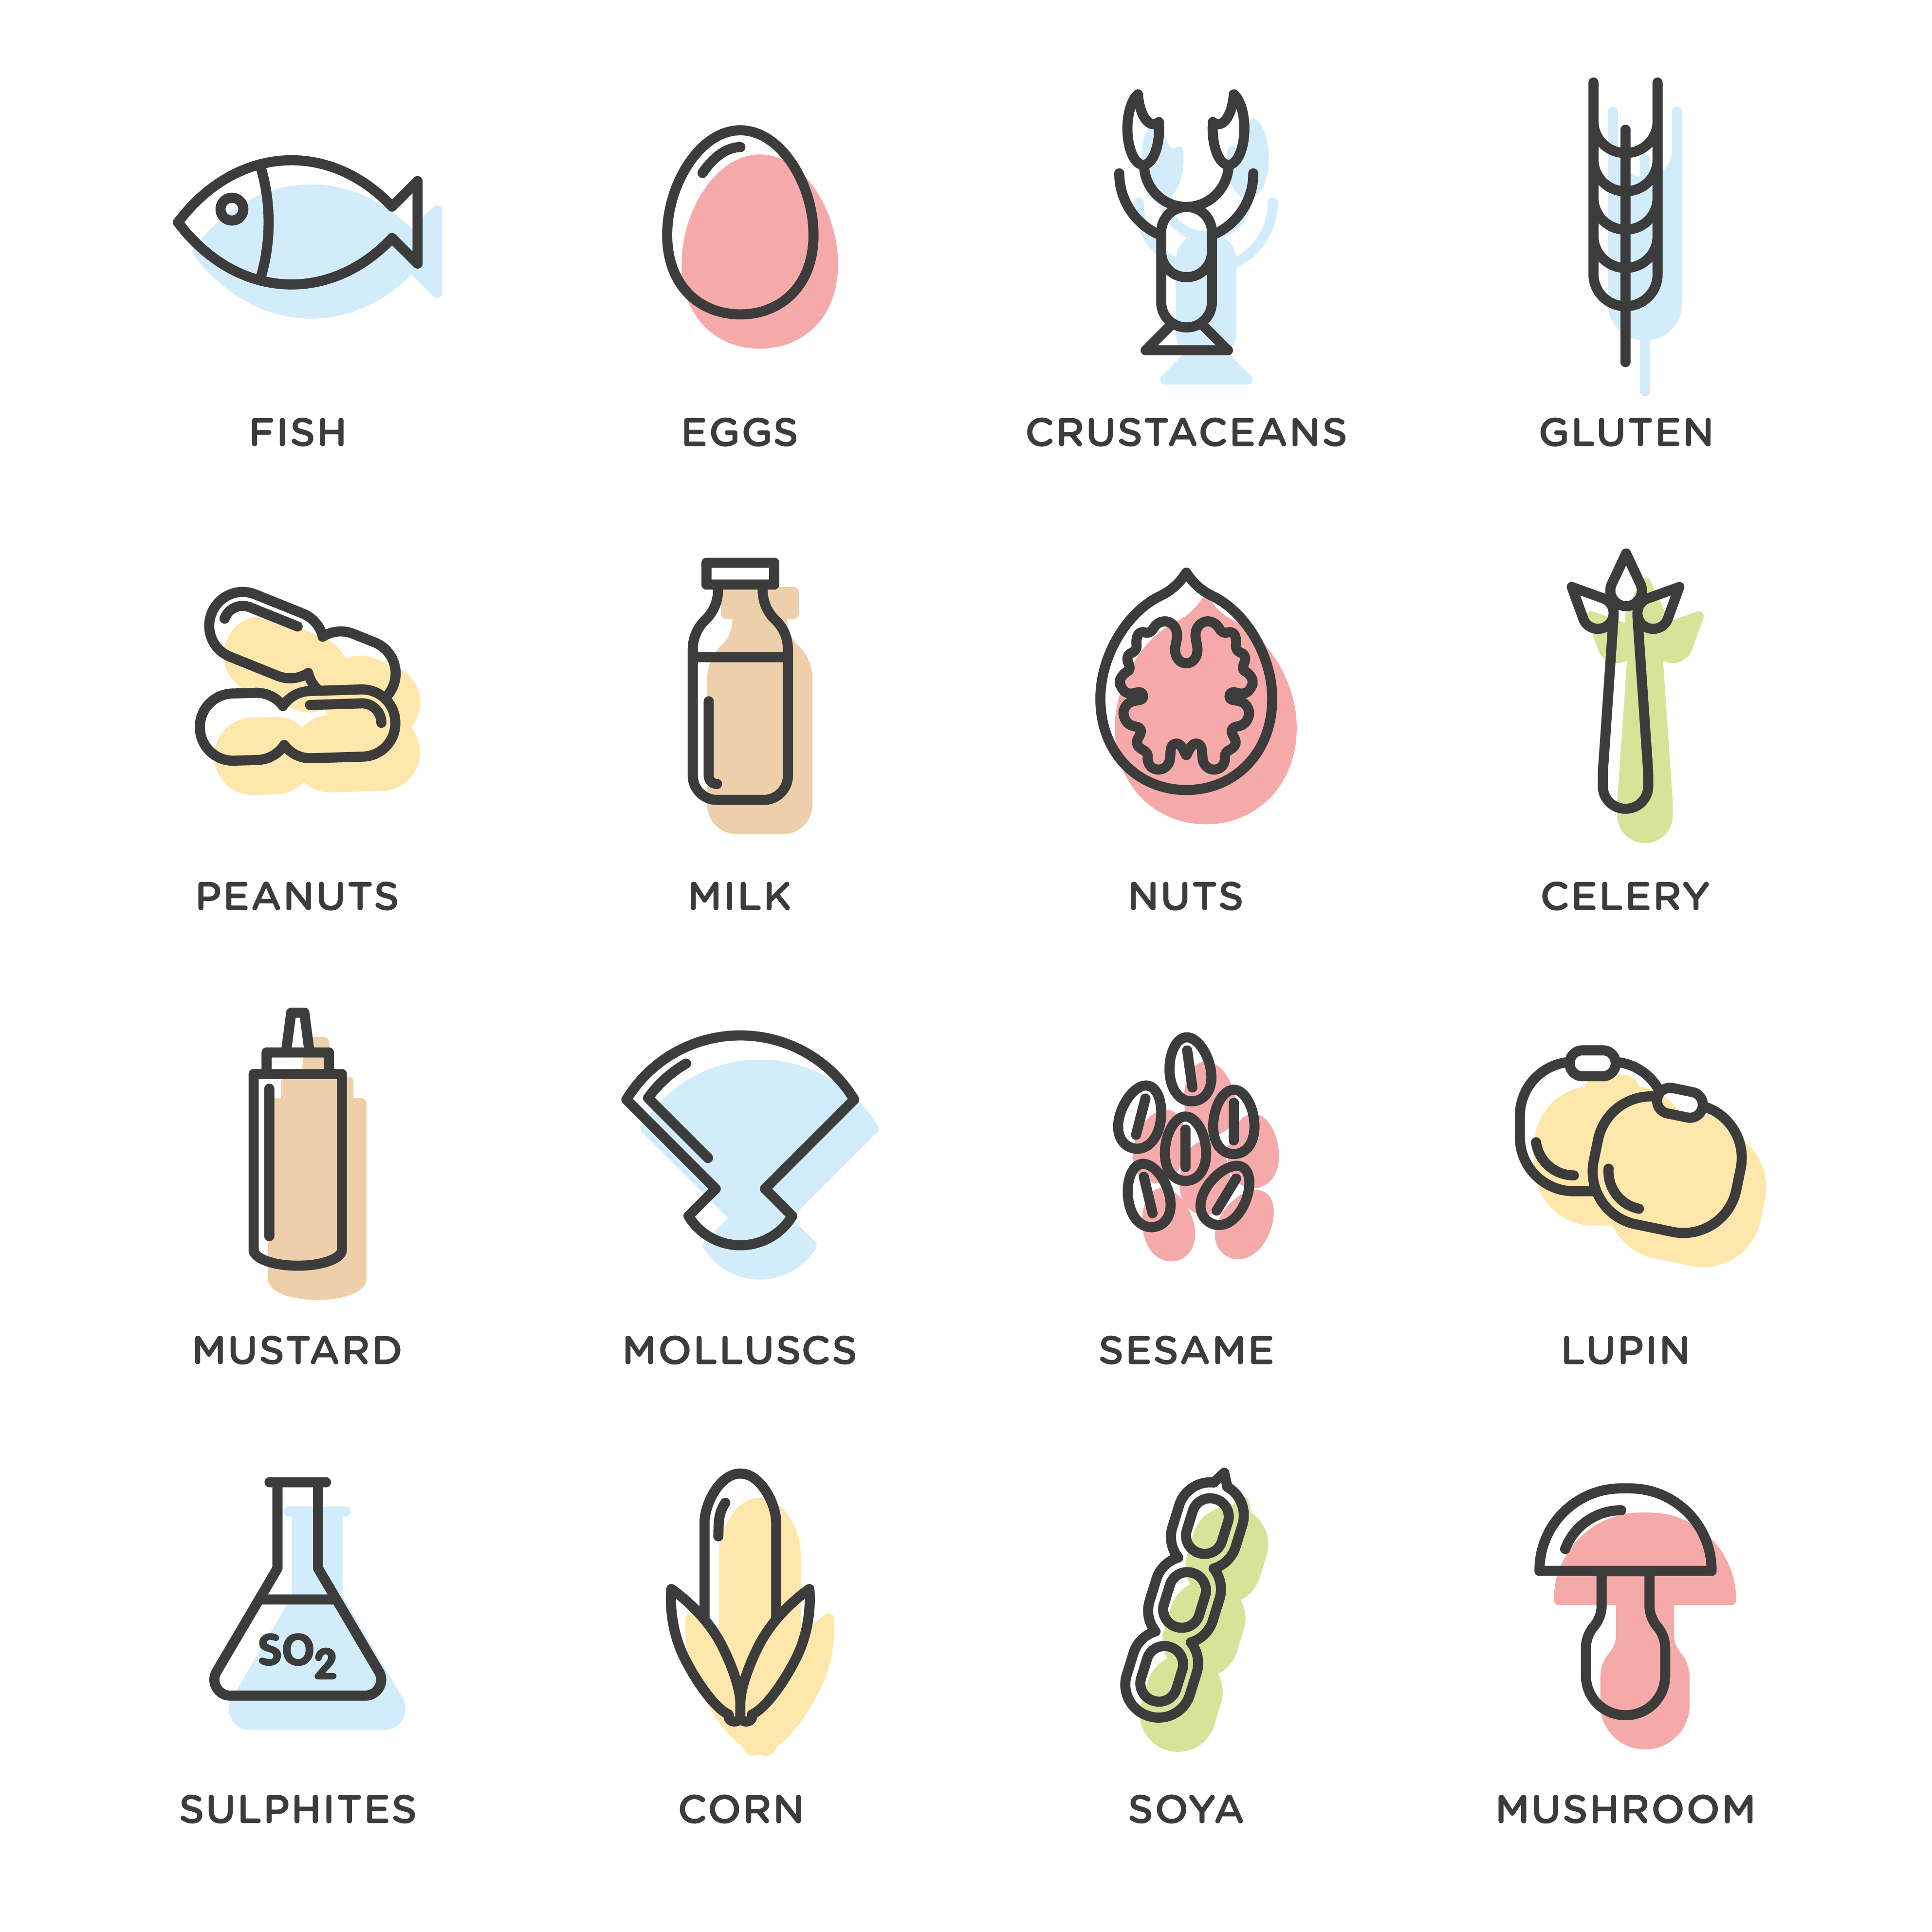 FISH
EGGS
CRUSTACEANS
GLUTEN
PEANUTS
MILK
NUTS
CELERY
MUSTARD
MOLLUSCS
SESAME
LUPIN
SO2
SULPHITES
CORN
SOYA
MUSHROOM